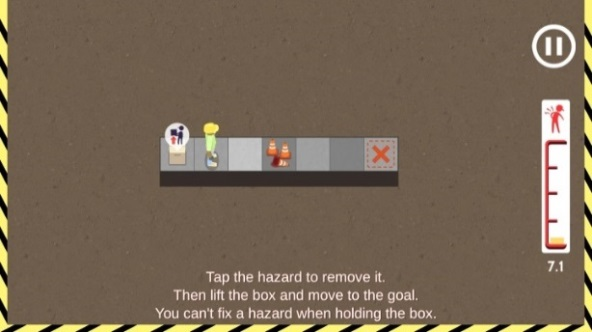 7.1
Tap the hazard to remove it.
Then lift the box and move to the goal.
You can't fix a hazard when holding the box.